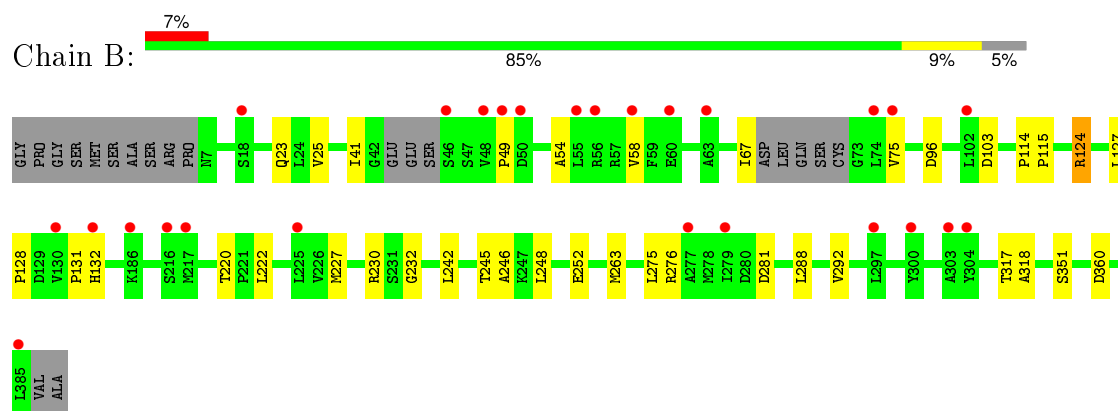 7%
Chain B:
85% 9% 5%
GLY PRO GLY SER MET SER ALA SER ARG PRO N7 S18 Q23 L24 V25 I41 G42 GLU GLU SER S46 S47 V48 P49 D50 A54 L55 R56 R57 V58 F59 E60 A63 I67 ASP LEU GLN SER CYS G73 L74 V75 D96 L102 D103 P114 P115 R124 L127
P128 D129 V130 P131 H132 K186 S216 M217 T220 P221 L222 L225 V226 M227 R230 S231 G232 L242 T245 A246 K247 L248 E252 M263 L275 R276 A277 M278 I279 D280 D281 L288 V292 L297 Y300 A303 Y304 T317 A318 S351 D360
L385 VAL ALA